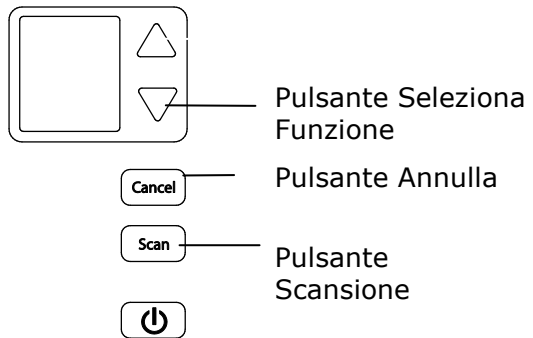 Pulsante Seleziona
Funzione
Cancel
Pulsante Annulla
Scan
Pulsante
Scansione